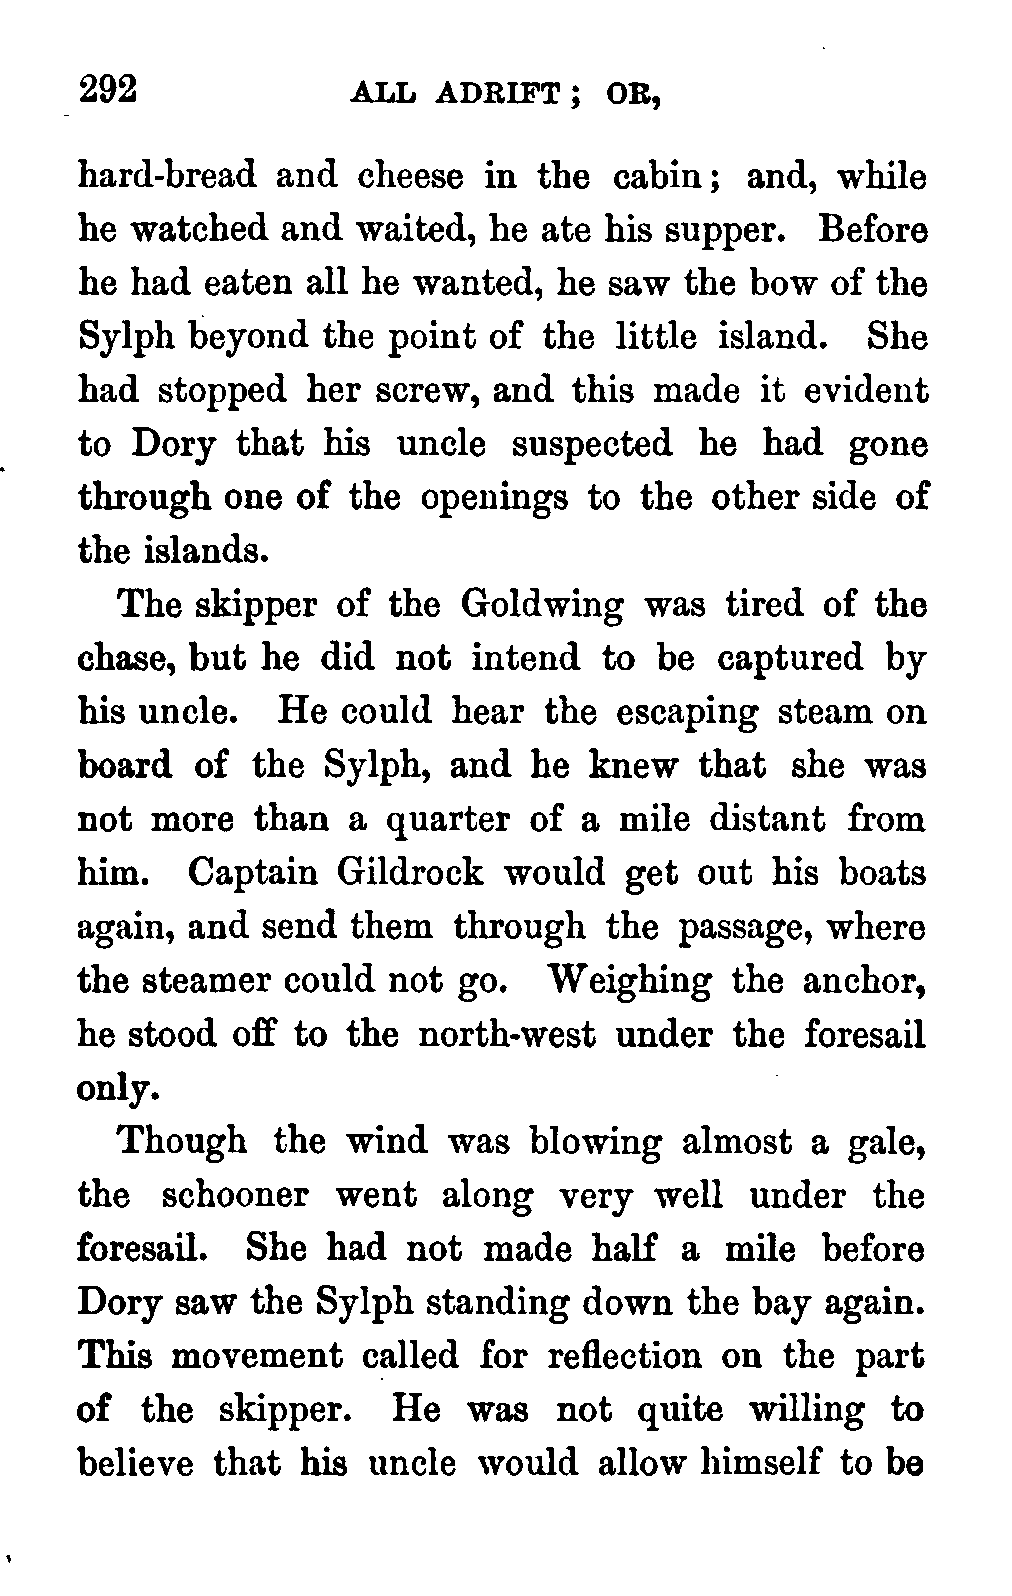 292 ALL ADRIFT; OR,
hard-bread and cheese in the cabin; and, while
he watched and waited, he ate his supper. Before
he had eaten all he wanted, he saw the bow of the
Sylph beyond the point of the little island. She
had stopped her screw, and this made it evident
to Dory that his uncle suspected he had gone
through one of the openings to the other side of
the islands.
The skipper of the Goldwing was tired of the
chase, but he did not intend to be captured by
his uncle. He could hear the escaping steam on
board of the Sylph, and he knew that she was
not more than a quarter of a mile distant from
him. Captain Gildrock would get out his boats
again, and send them through the passage, where
the steamer could not go. Weighing the anchor,
he stood off to the north-west under the foresail
only.
Though the wind was blowing almost a gale,
the schooner went along very well under the
foresail. She had not made half a mile before
Dory saw the Sylph standing down the bay again.
This movement called for reflection on the part
of the skipper. He was not quite willing to
believe that his uncle would allow himself to be